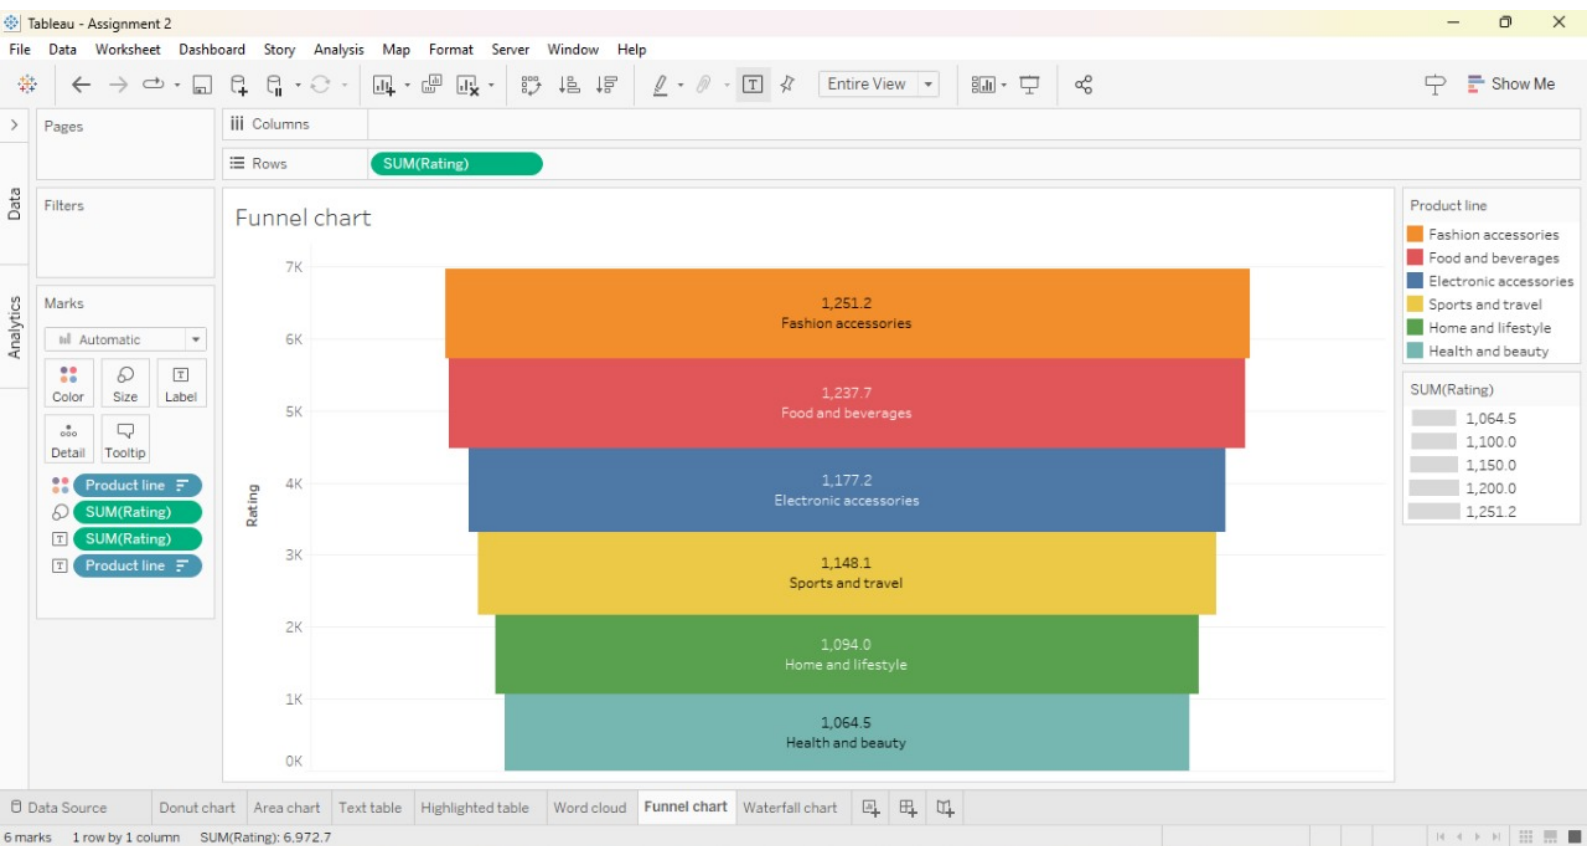 Tableau - Assignment 2
File Data Worksheet Dashboard Story Analysis Map Format Server Window Help
Entire View
Show Me
Pages
Columns
Rows
SUM(Rating)
Data
Analytics
Filters
Marks
Automatic
Color Size Label
Detail Tooltip
Product line
SUM(Rating)
SUM(Rating)
Product line
Funnel chart
7K
6K
5K
4K
3K
2K
1K
0K
Rating
1,251.2
Fashion accessories
1,237.7
Food and beverages
1,177.2
Electronic accessories
1,148.1
Sports and travel
1,094.0
Home and lifestyle
1,064.5
Health and beauty
Product line
Fashion accessories
Food and beverages
Electronic accessories
Sports and travel
Home and lifestyle
Health and beauty
SUM(Rating)
1,064.5
1,100.0
1,150.0
1,200.0
1,251.2
Data Source Donut chart Area chart Text table Highlighted table Word cloud Funnel chart Waterfall chart
6 marks 1 row by 1 column SUM(Rating): 6,972.7